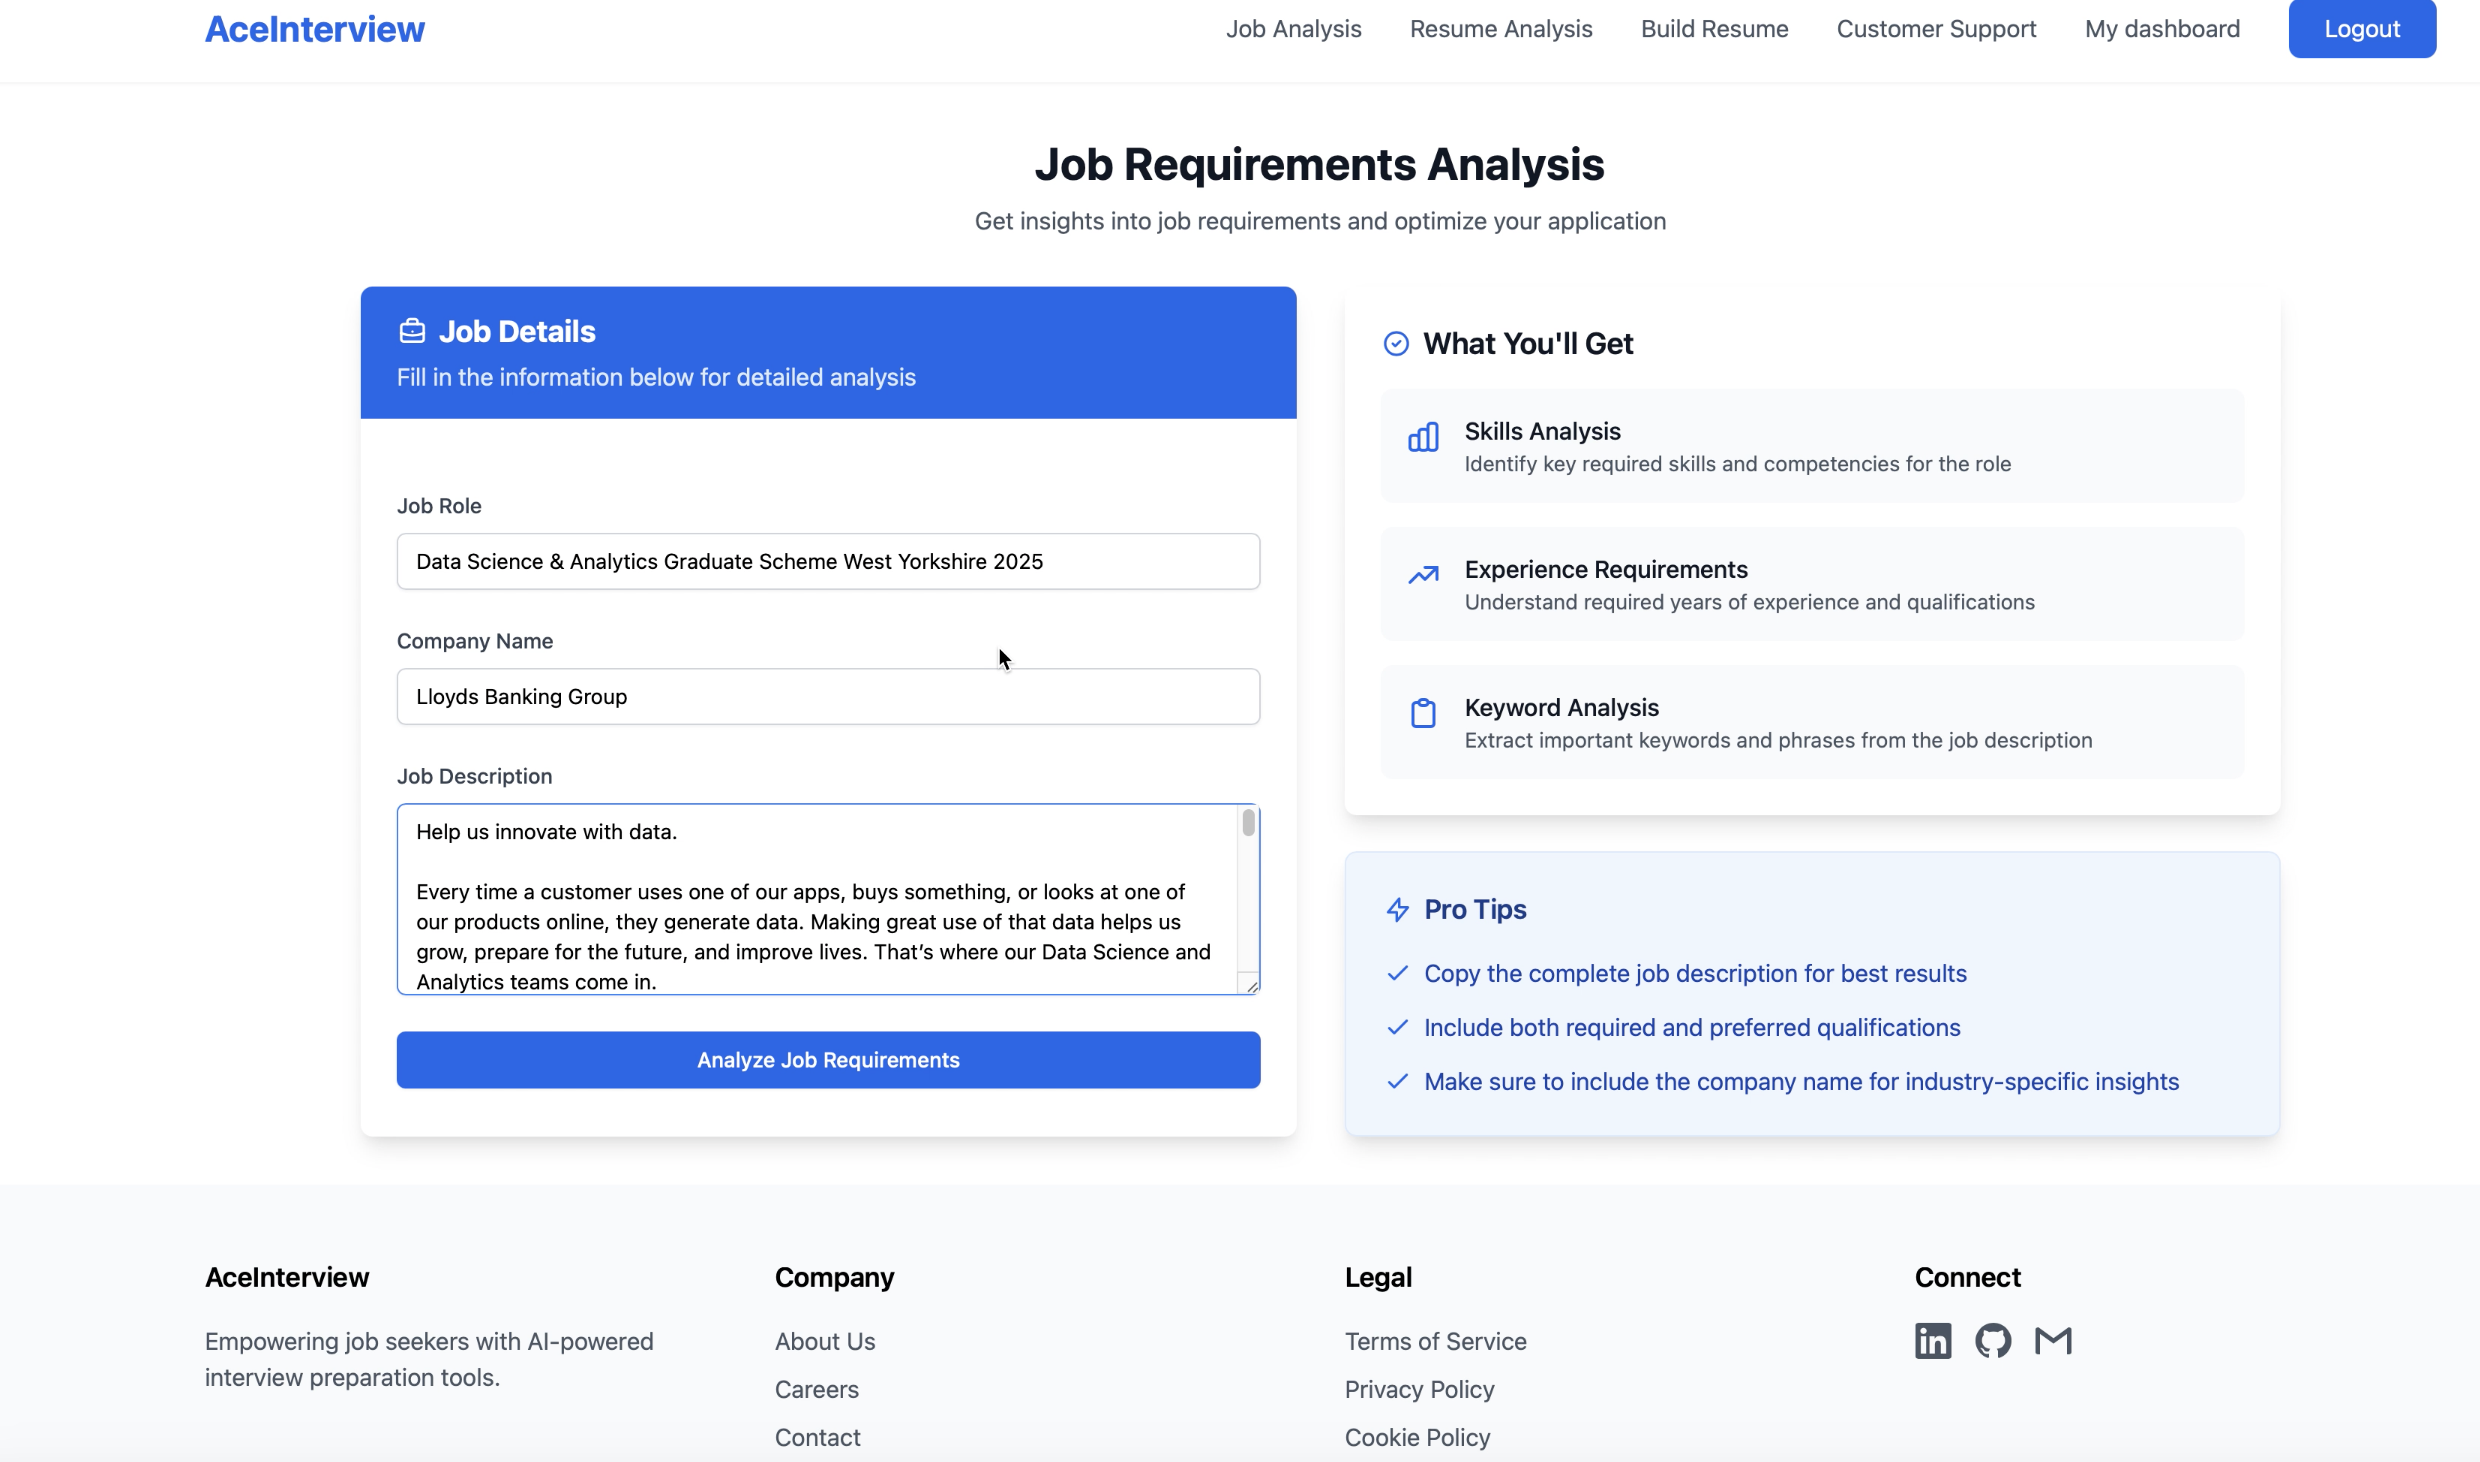 AceInterview
Job Analysis
Resume Analysis
Build Resume
Customer Support
My dashboard
Logout
Job Requirements Analysis
Get insights into job requirements and optimize your application
Job Details
Fill in the information below for detailed analysis
Job Role
Data Science & Analytics Graduate Scheme West Yorkshire 2025
Company Name
Lloyds Banking Group
Job Description
Help us innovate with data.
Every time a customer uses one of our apps, buys something, or looks at one of
our products online, they generate data. Making great use of that data helps us
grow, prepare for the future, and improve lives. That’s where our Data Science and
Analytics teams come in.
Analyze Job Requirements
What You'll Get
Skills Analysis
Identify key required skills and competencies for the role
Experience Requirements
Understand required years of experience and qualifications
Keyword Analysis
Extract important keywords and phrases from the job description
Pro Tips
Copy the complete job description for best results
Include both required and preferred qualifications
Make sure to include the company name for industry-specific insights
AceInterview
Empowering job seekers with AI-powered
interview preparation tools.
Company
About Us
Careers
Contact
Legal
Terms of Service
Privacy Policy
Cookie Policy
Connect
in